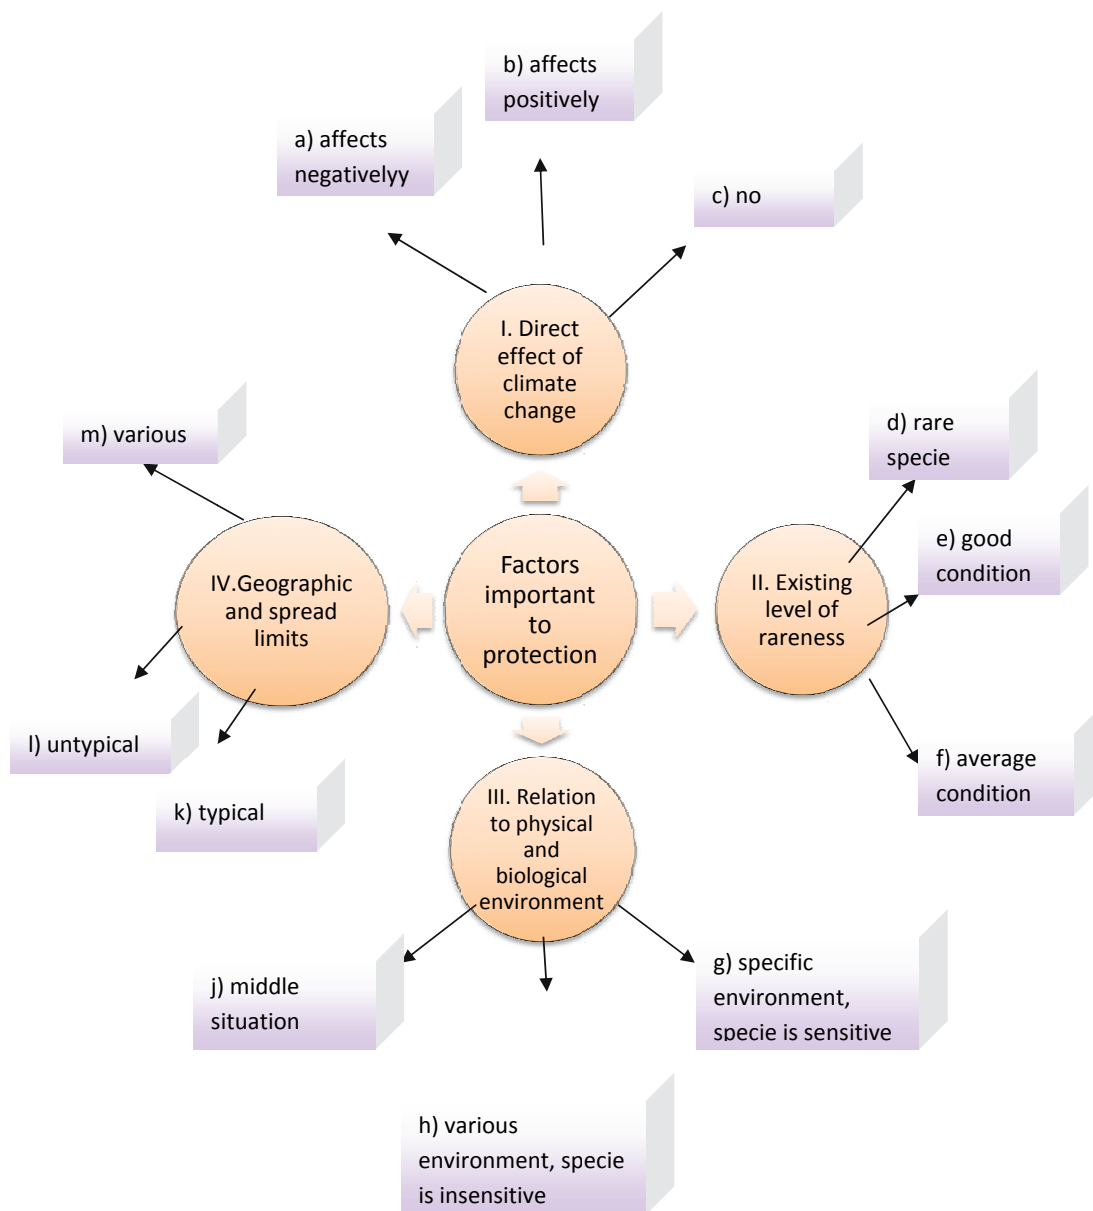 b) affects
positively
a) affects
negativelyy
c) no
I. Direct
effect of
climate
change
m) various
d) rare
specie
e) good
condition
IV.Geographic
and spread
limits
Factors
important
to
protection
II. Existing
level of
rareness
l) untypical
k) typical
f) average
condition
III. Relation
to physical
and
biological
environment
j) middle
situation
g) specific
environment,
specie is sensitive
h) various
environment, specie
is insensitive